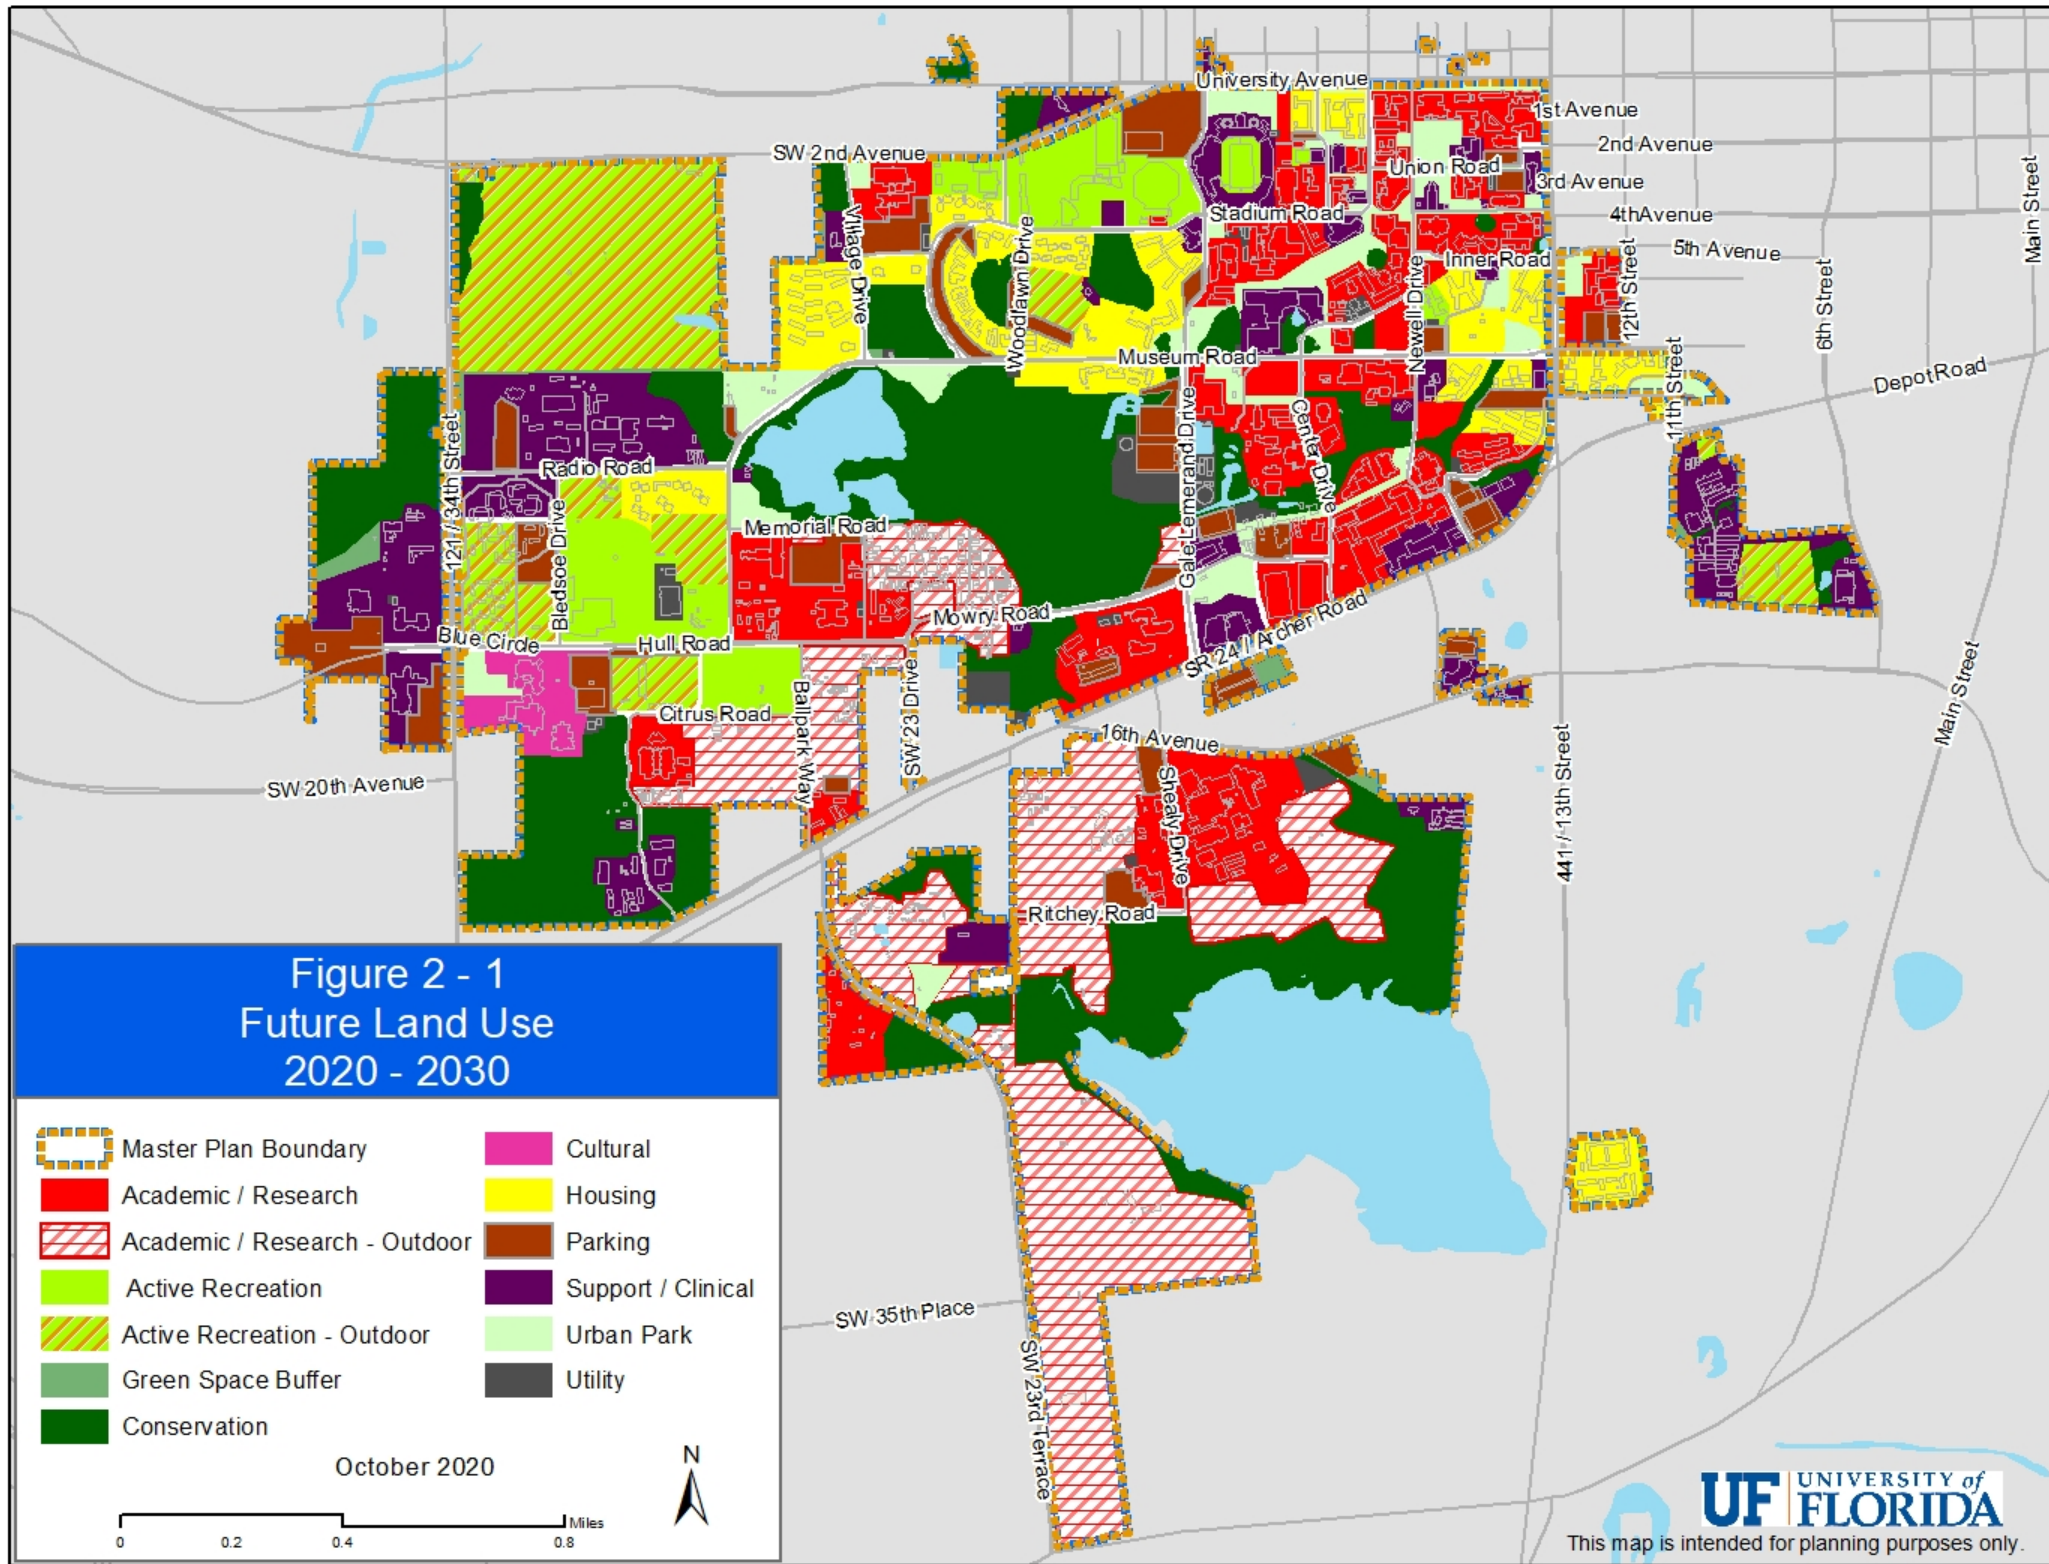 University Avenue
1st Avenue
2nd Avenue
SW 2nd Avenue
Union Road
3rd Avenue
Main Street
Stadium Road
4thAvenue
Village Drive
Woodlawn Drive
Inner Road
5th Avenue
12th Street
6th Street
Newell Drive
Museum Road
11th Street
Depot Road
121 / 34th Street
Gale Lemerand Drive
Center Drive
Radio Road
Memorial Road
Bedsoe Drive
Mowry Road
Blue Circle
Hull Road
SR 24 / Archer Road
Ballpark Way
SW 23 Drive
Citrus Road
16th Avenue
Main Street
SW 20th Avenue
Shealy Drive
441 / 13th Street
Ritchey Road
SW 35th Place
SW 23rd Terrace
Figure 2 - 1
Future Land Use
2020 - 2030
Master Plan Boundary
Academic / Research
Academic / Research - Outdoor
Active Recreation
Active Recreation - Outdoor
Green Space Buffer
Conservation
Cultural
Housing
Parking
Support / Clinical
Urban Park
Utility
October 2020
N
Miles
0 0.2 0.4 0.8
UF UNIVERSITY of
FLORIDA
This map is intended for planning purposes only.